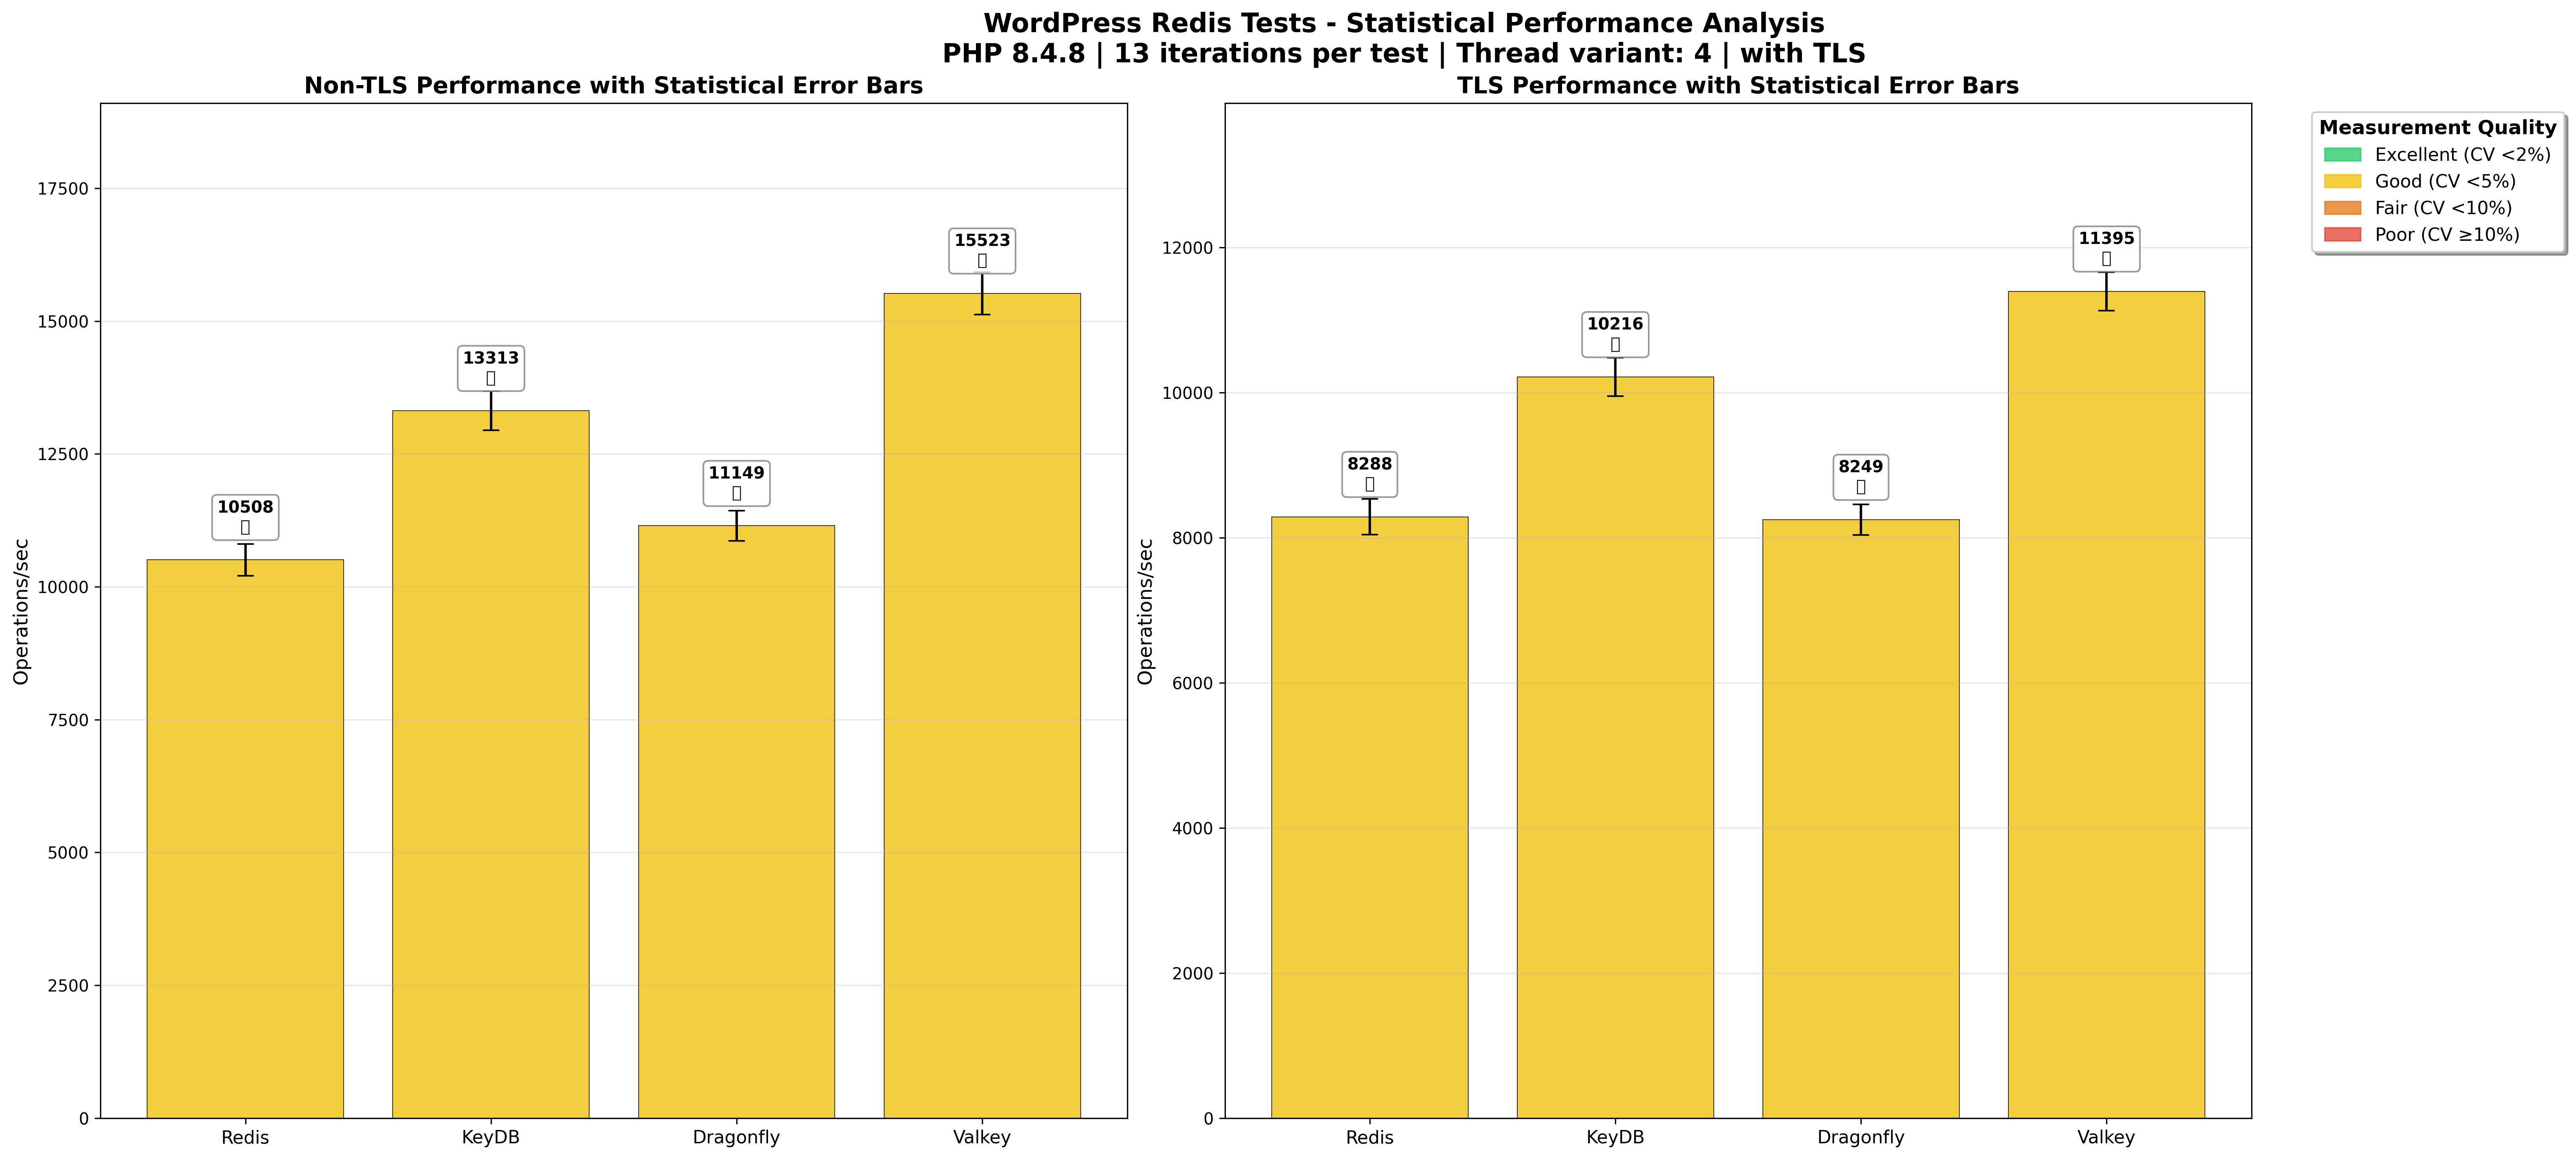 WordPress Redis Tests - Statistical Performance Analysis
PHP 8.4.8 | 13 iterations per test | Thread variant: 4 | with TLS
Non-TLS Performance with Statistical Error Bars
Operations/sec
17500
15000
12500
10000
7500
5000
2500
0
10508
13313
11149
15523
Redis
KeyDB
Dragonfly
Valkey
TLS Performance with Statistical Error Bars
Operations/sec
12000
10000
8000
6000
4000
2000
0
8288
10216
8249
11395
Redis
KeyDB
Dragonfly
Valkey
Measurement Quality
Excellent (CV <2%)
Good (CV <5%)
Fair (CV <10%)
Poor (CV ≥10%)